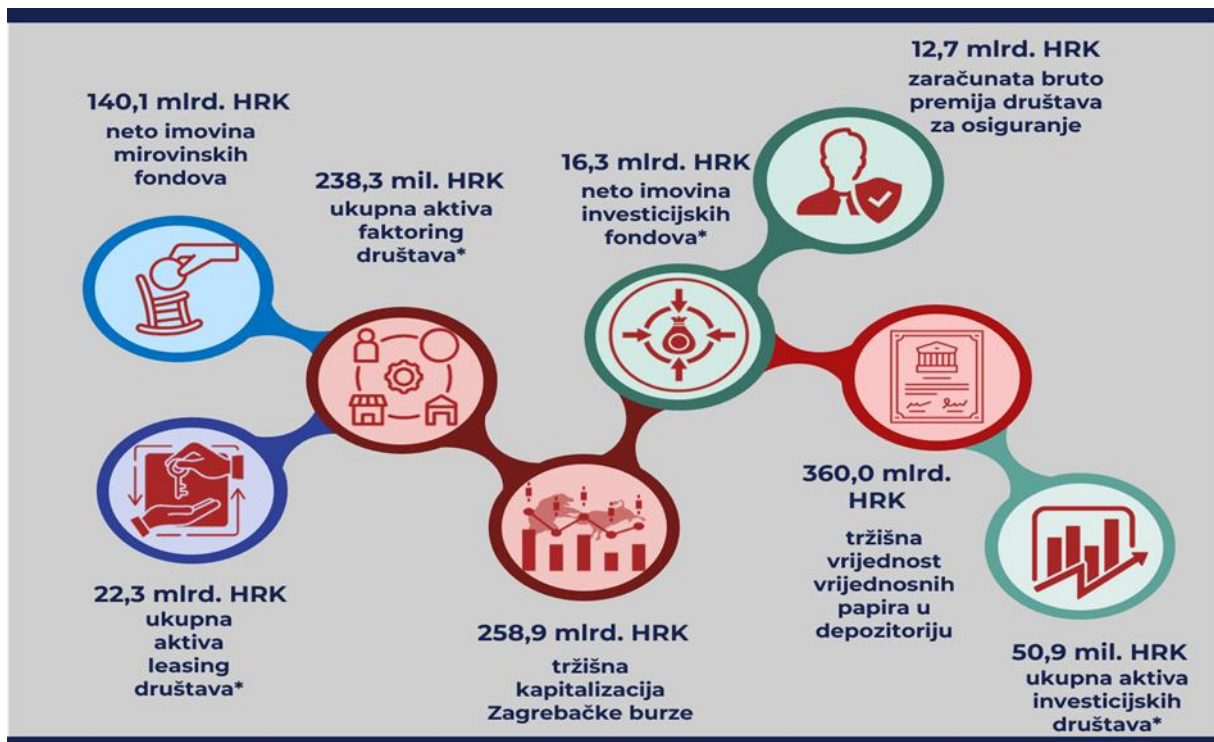 140,1 mlrd. HRK
neto imovina
mirovinskih
fondova
238,3 mil. HRK
ukupna aktiva
faktoring
društava*
16,3 mlrd. HRK
neto imovina
investicijskih
fondova*
12,7 mlrd. HRK
zaračunata bruto
premija društava
za osiguranje
22,3 mlrd. HRK
ukupna
aktiva
leasing
društava*
258,9 mlrd. HRK
tržišna
kapitalizacija
Zagrebačke burze
360,0 mlrd.
HRK
tržišna
vrijednost
vrijednosnih
papira u
depozitoriju
50,9 mil. HRK
ukupna aktiva
investicijskih
društava*